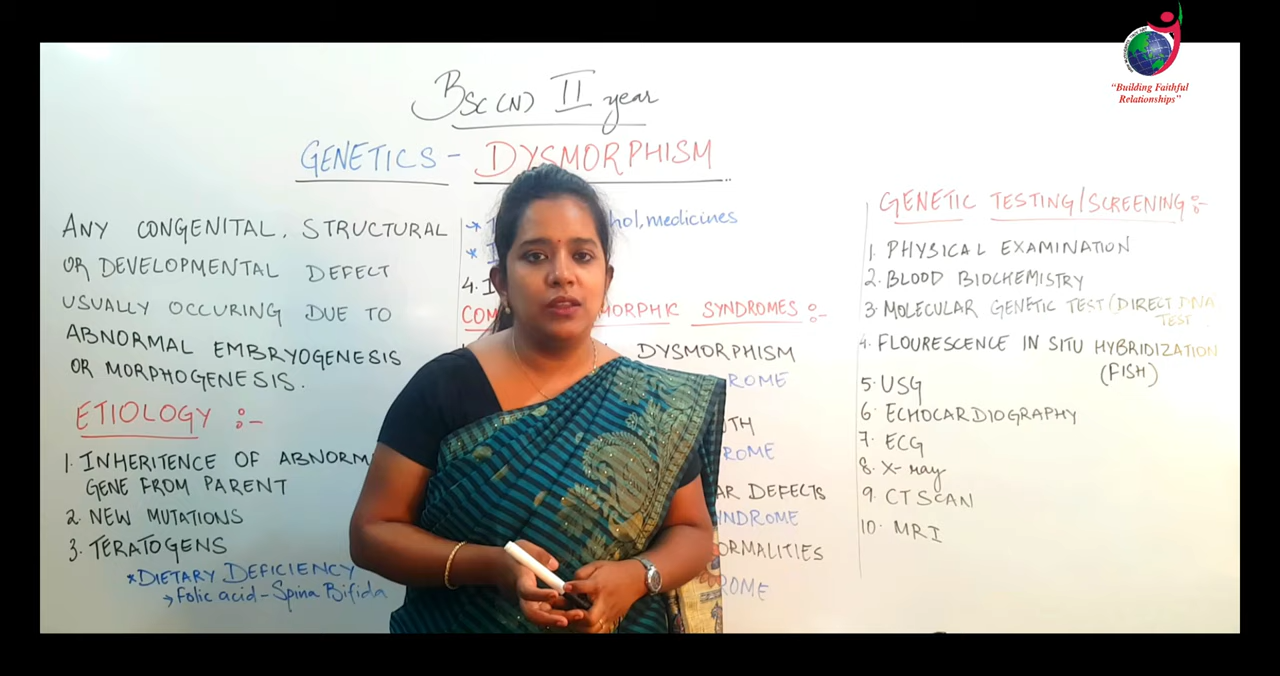 "Building Faithful
Relationships"
BSC (N) II year
GENETICS - DYSMORPHISM
ANY CONGENITAL, STRUCTURAL
OR DEVELOPMENTAL DEFECT
USUALLY OCCURING DUE TO
ABNORMAL EMBRYOGENESIS
OR MORPHOGENESIS.
ETIOLOGY :-
1. INHERITENCE OF ABNORM
GENE FROM PARENT
2. NEW MUTATIONS
3. TERATOGENS
* DIETARY DEFICIENCY
→ Folic acid - Spina Bifida
hol, medicines
4. I
COM MORPHIC SYNDROMES :-
DYSMORPHISM
ROME
TH
ROME
AR DEFECTS
NDROME
ORMALITIES
ROME
GENETIC TESTING/SCREENING :-
1. PHYSICAL EXAMINATION
2. BLOOD BIOCHEMISTRY
3. MOLECULAR GENETIC TEST (DIRECT DNA
TEST
4. FLOURESCENCE IN SITU HYBRIDIZATION
(FISH)
5. USG
6. ECHOCARDIOGRAPHY
7. ECG
8. X-ray
9. CT SCAN
10. MRI